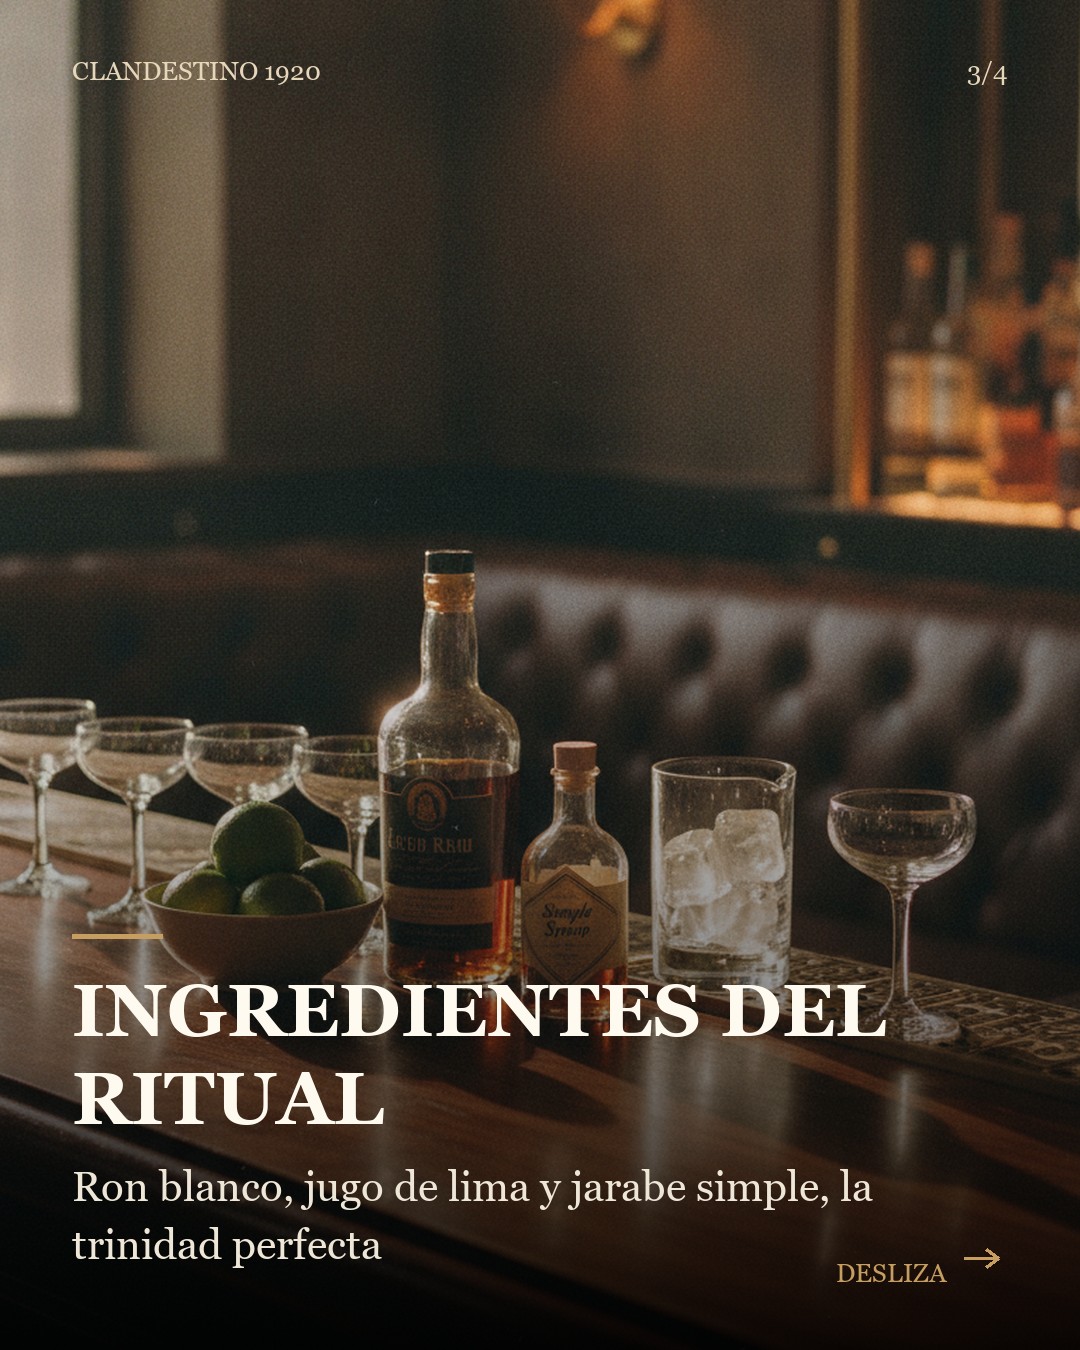 CLANDESTINO 1920
3/4
Simple
Syrup
INGREDIENTES DEL
RITUAL
Ron blanco, jugo de lima y jarabe simple, la
trinidad perfecta
DESLIZA